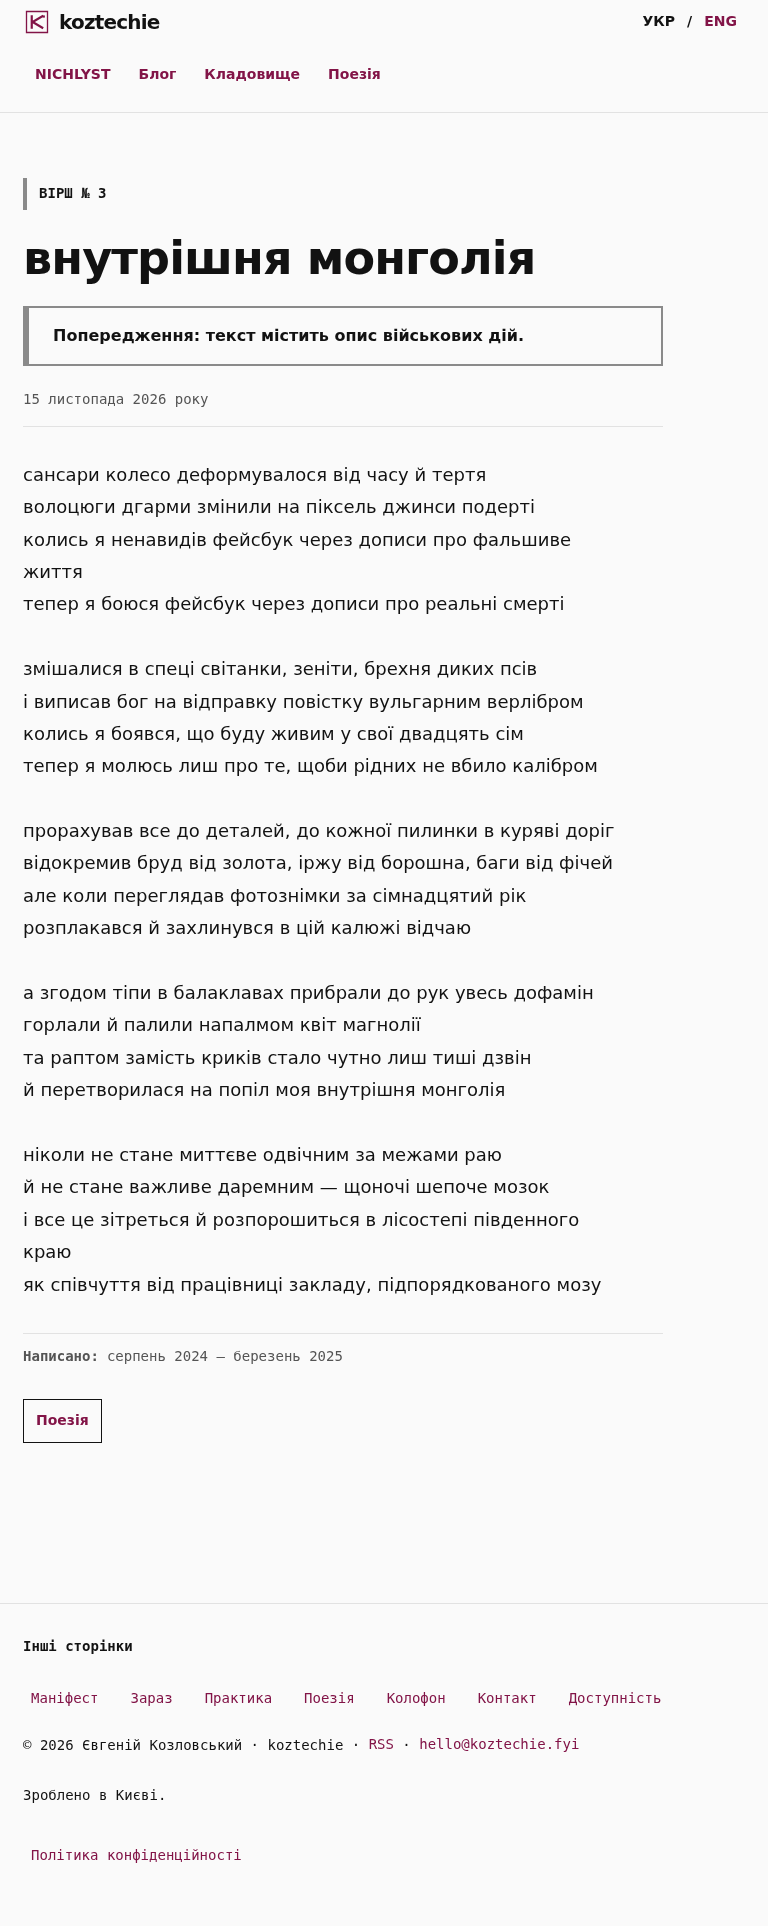 koztechie
УКР / ENG
NICHLYST Блог Кладовище Поезія
ВІРШ № 3
внутрішня монголія
Попередження: текст містить опис військових дій.
15 листопада 2026 року
сансари колесо деформувалося від часу й тертя
волоцюги дгарми змінили на піксель джинси подерті
колись я ненавидів фейсбук через дописи про фальшиве
життя
тепер я боюся фейсбук через дописи про реальні смерті
змішалися в спеці світанки, зеніти, брехня диких псів
і виписав бог на відправку повістку вульгарним верлібром
колись я боявся, що буду живим у свої двадцять сім
тепер я молюсь лиш про те, щоби рідних не вбило калібром
прорахував все до деталей, до кожної пилинки в куряві доріг
відокремив бруд від золота, іржу від борошна, баги від фічей
але коли переглядав фотознімки за сімнадцятий рік
розплакався й захлинувся в цій калюжі відчаю
а згодом тіпи в балаклавах прибрали до рук увесь дофамін
горлали й палили напалмом квіт магнолії
та раптом замість криків стало чутно лиш тиші дзвін
й перетворилася на попіл моя внутрішня монголія
ніколи не стане миттєве одвічним за межами раю
й не стане важливе даремним — щоночі шепоче мозок
і все це зітреться й розпорошиться в лісостепі південного
краю
як співчуття від працівниці закладу, підпорядкованого мозу
Написано: серпень 2024 — березень 2025
Поезія
Інші сторінки
Маніфест Зараз Практика Поезія Колофон Контакт Доступність
© 2026 Євгеній Козловський · koztechie · RSS · hello@koztechie.fyi
Зроблено в Києві.
Політика конфіденційності